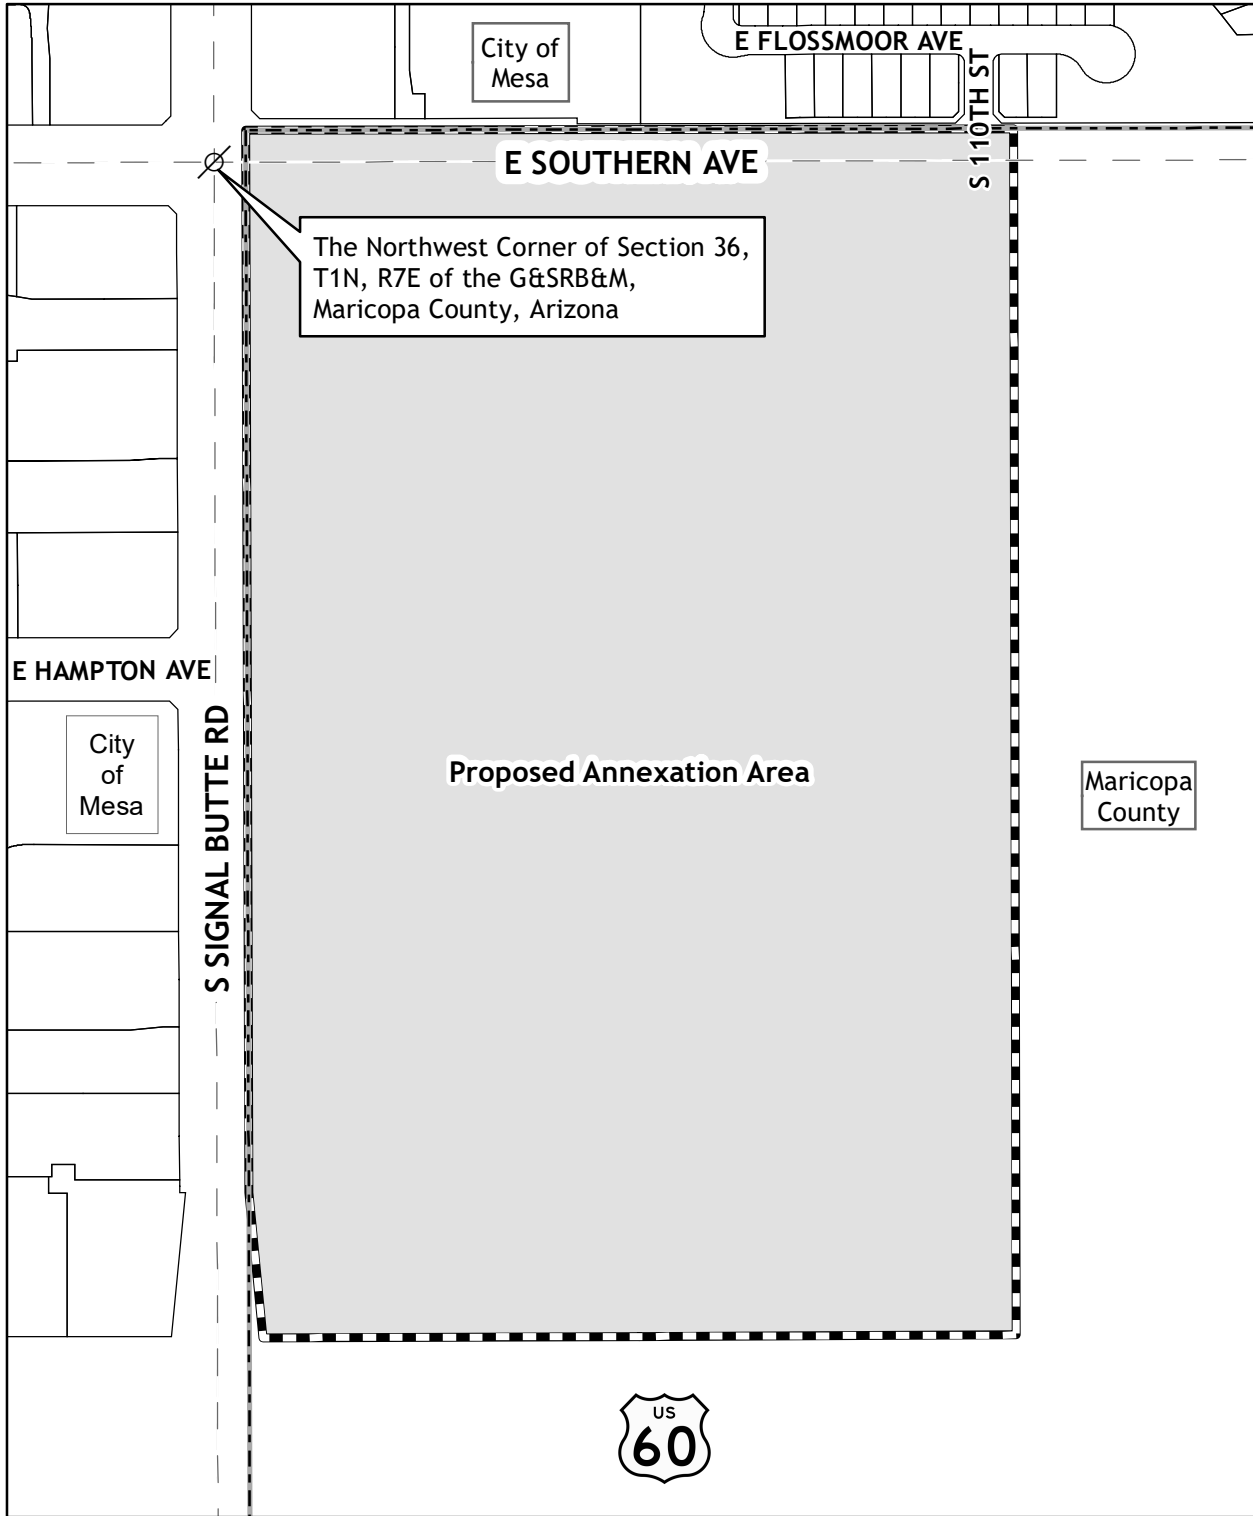 City of
Mesa
E FLOSSMOOR AVE
S 110TH ST
E SOUTHERN AVE
The Northwest Corner of Section 36,
T1N, R7E of the G&SRB&M,
Maricopa County, Arizona
E HAMPTON AVE
S SIGNAL BUTTE RD
City
of
Mesa
Proposed Annexation Area
Maricopa
County
US
60